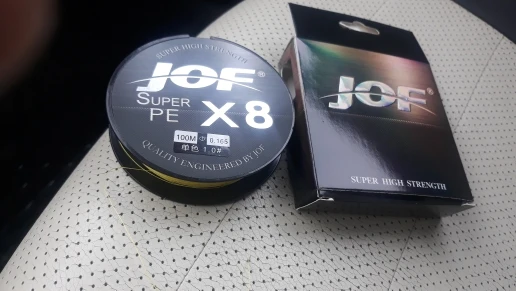 SUPER HIGH STRENGTH
JOF®
SUPER
PE
X8
100M Φ 0.165
单色 1.0#
QUALITY ENGINEERED BY JOF
JOF®
SUPER HIGH STRENGTH